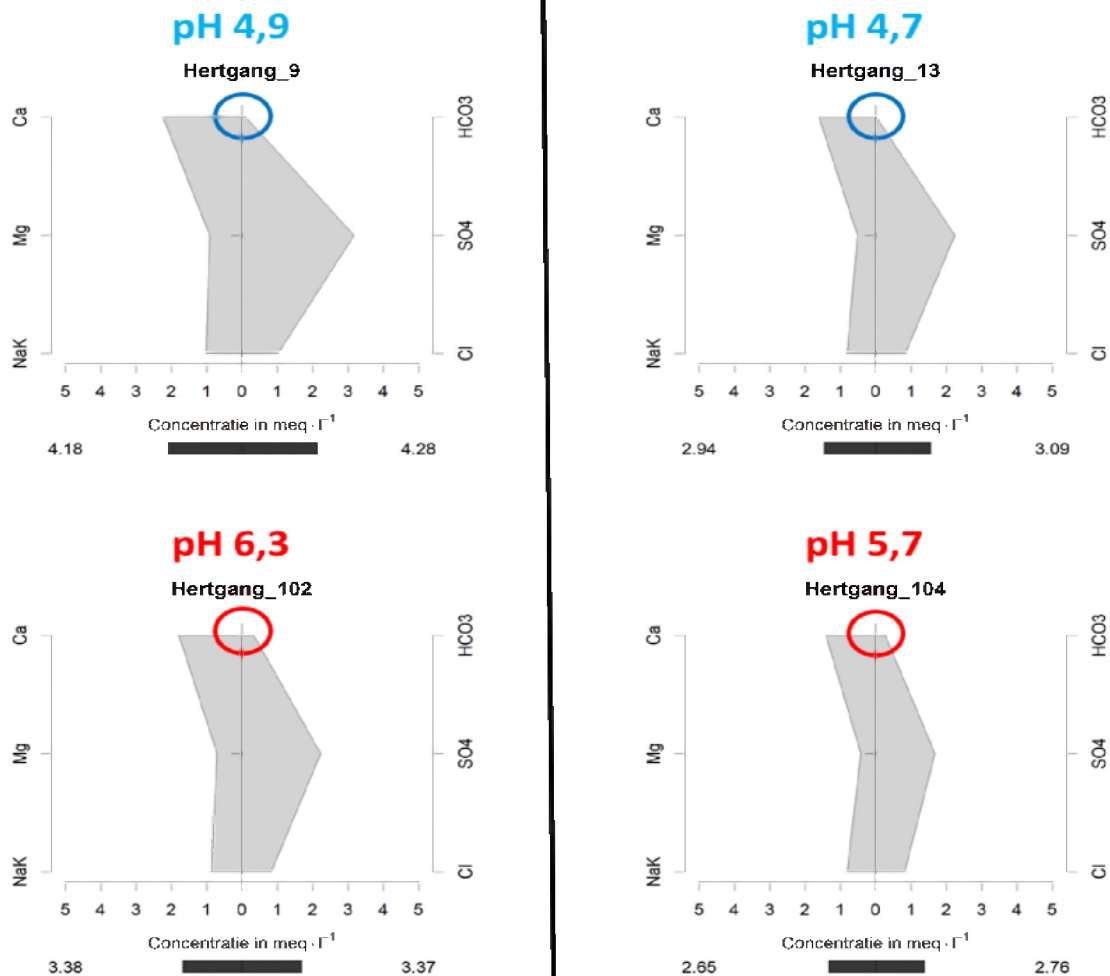 pH 4,9
Hertgang_9
Ca
Mg
NaK
HCO3
SO4
Cl
5 4 3 2 1 0 1 2 3 4 5
Concentratie in meq · l⁻¹
4.18
4.28
pH 4,7
Hertgang_13
Ca
Mg
NaK
HCO3
SO4
Cl
5 4 3 2 1 0 1 2 3 4 5
Concentratie in meq · l⁻¹
2.94
3.09
pH 6,3
Hertgang_102
Ca
Mg
NaK
HCO3
SO4
Cl
5 4 3 2 1 0 1 2 3 4 5
Concentratie in meq · l⁻¹
3.38
3.37
pH 5,7
Hertgang_104
Ca
Mg
NaK
HCO3
SO4
Cl
5 4 3 2 1 0 1 2 3 4 5
Concentratie in meq · l⁻¹
2.65
2.76